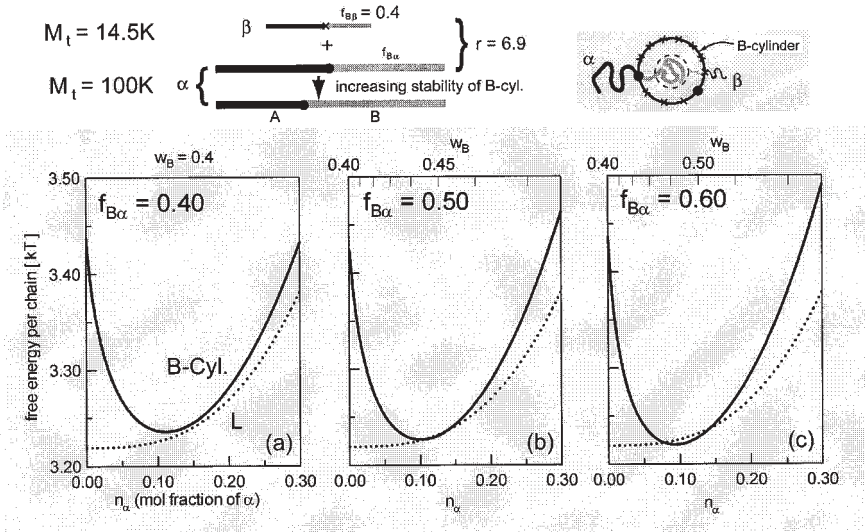 f_Bβ = 0.4
M_t = 14.5K
β
+
r = 6.9
f_Bα
M_t = 100K
α
increasing stability of B-cyl.
A
B
B-cylinder
α
β
w_B = 0.4
w_B
0.40
0.45
w_B
0.40
0.50
free energy per chain [kT]
3.50
3.40
3.30
3.20
f_Bα = 0.40
B-Cyl.
L
(a)
0.00
0.10
0.20
0.30
n_α (mol fraction of α)
f_Bα = 0.50
(b)
0.00
0.10
0.20
0.30
n_α
f_Bα = 0.60
(c)
0.00
0.10
0.20
0.30
n_α